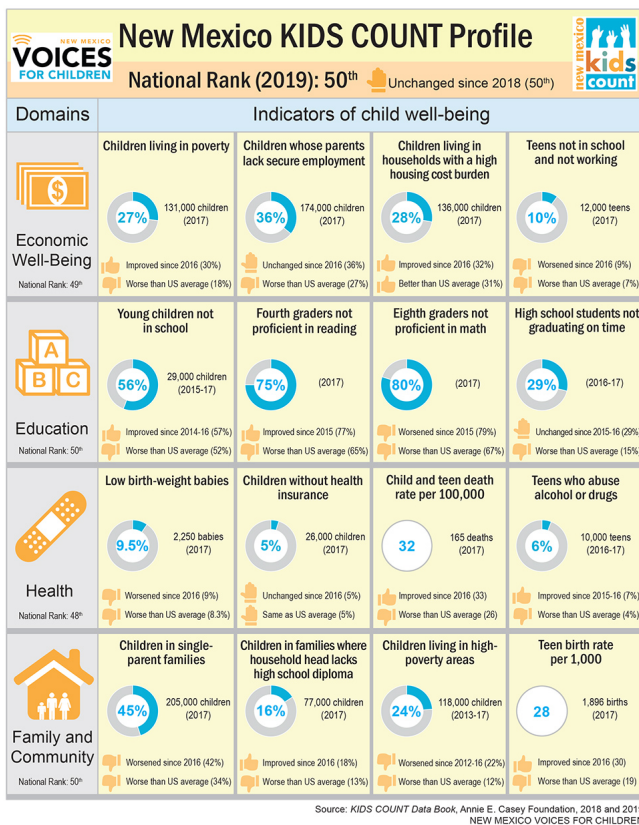 NEW MEXICO
VOICES
FOR CHILDREN
New Mexico KIDS COUNT Profile
new mexico
kids
count
National Rank (2019): 50th
Unchanged since 2018 (50th)
Domains
Indicators of child well-being
Economic
Well-Being
National Rank: 49th
Children living in poverty
27%
131,000 children
(2017)
Improved since 2016 (30%)
Worse than US average (18%)
Children whose parents
lack secure employment
36%
174,000 children
(2017)
Unchanged since 2016 (36%)
Worse than US average (27%)
Children living in
households with a high
housing cost burden
28%
136,000 children
(2017)
Improved since 2016 (32%)
Better than US average (31%)
Teens not in school
and not working
10%
12,000 teens
(2017)
Worsened since 2016 (9%)
Worse than US average (7%)
A
B C
Education
National Rank: 50th
Young children not
in school
56%
29,000 children
(2015-17)
Improved since 2014-16 (57%)
Worse than US average (52%)
Fourth graders not
proficient in reading
75%
(2017)
Improved since 2015 (77%)
Worse than US average (65%)
Eighth graders not
proficient in math
80%
(2017)
Worsened since 2015 (79%)
Worse than US average (67%)
High school students not
graduating on time
29%
(2016-17)
Unchanged since 2015-16 (29%
Worse than US average (15%)
Health
National Rank: 48th
Low birth-weight babies
9.5%
2,250 babies
(2017)
Worsened since 2016 (9%)
Worse than US average (8.3%)
Children without health
insurance
5%
26,000 children
(2017)
Unchanged since 2016 (5%)
Same as US average (5%)
Child and teen death
rate per 100,000
32
165 deaths
(2017)
Improved since 2016 (33)
Worse than US average (26)
Teens who abuse
alcohol or drugs
6%
10,000 teens
(2016-17)
Improved since 2015-16 (7%)
Worse than US average (4%)
Family and
Community
National Rank: 50th
Children in single-
parent families
45%
205,000 children
(2017)
Worsened since 2016 (42%)
Worse than US average (34%)
Children in families where
household head lacks
high school diploma
16%
77,000 children
(2017)
Improved since 2016 (18%)
Worse than US average (13%)
Children living in high-
poverty areas
24%
118,000 children
(2013-17)
Worsened since 2012-16 (22%)
Worse than US average (12%)
Teen birth rate
per 1,000
28
1,896 births
(2017)
Improved since 2016 (30)
Worse than US average (19)
Source: KIDS COUNT Data Book, Annie E. Casey Foundation, 2018 and 201
NEW MEXICO VOICES FOR CHILDRE